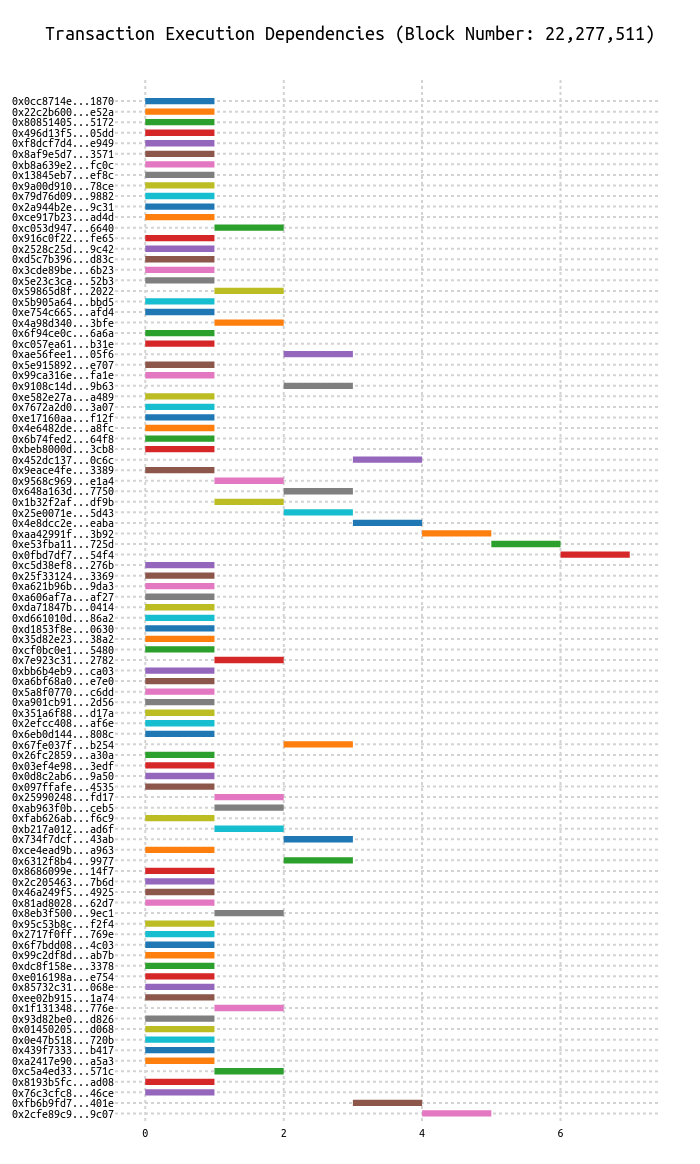 Transaction Execution Dependencies (Block Number: 22,277,511)
0x0cc8714e...1870
0x22c2b600...e52a
0x80851405...5172
0x496d13f5...05dd
0xf8dcf7d4...e949
0x8af9e5d7...3571
0xb8a639e2...fc0c
0x13845eb7...ef8c
0x9a00d910...78ce
0x79d76d09...9882
0x2a944b2e...9c31
0xce917b23...ad4d
0xc053d947...6640
0x916c0f22...fe65
0x2528c25d...9c42
0xd5c7b396...d83c
0x3cde89be...6b23
0x5e23c3ca...52b3
0x59865d8f...2022
0x5b905a64...bbd5
0xe754c665...afd4
0x4a98d340...3bfe
0x6f94ce0c...6a6a
0xc057ea61...b31e
0xae56fee1...05f6
0x5e915892...e707
0x99ca316e...fa1e
0x9108c14d...9b63
0xe582e27a...a489
0x7672a2d0...3a07
0xe17160aa...f12f
0x4e6482de...a8fc
0x6b74fed2...64f8
0xbeb8000d...3cb8
0x452dc137...0c6c
0x9eace4fe...3389
0x9568c969...e1a4
0x648a163d...7750
0x1b32f2af...df9b
0x25e0071e...5d43
0x4e8dcc2e...eaba
0xaa42991f...3b92
0xe53fba11...725d
0x0fbd7df7...54f4
0xc5d38ef8...276b
0x25f33124...3369
0xa621b96b...9da3
0xa606af7a...af27
0xda71847b...0414
0xd661010d...86a2
0xd1853f8e...0630
0x35d82e23...38a2
0xcf0bc0e1...5480
0x7e923c31...2782
0xbb6b4eb9...ca03
0xa6bf68a0...e7e0
0x5a8f0770...c6dd
0xa901cb91...2d56
0x351a6f88...d17a
0x2efcc408...af6e
0x6eb0d144...808c
0x67fe037f...b254
0x26fc2859...a30a
0x03ef4e98...3edf
0x0d8c2ab6...9a50
0x097ffafe...4535
0x25990248...fd17
0xab963f0b...ceb5
0xfab626ab...f6c9
0xb217a012...ad6f
0x734f7dcf...43ab
0xce4ead9b...a963
0x6312f8b4...9977
0x8686099e...14f7
0x2c205463...7b6d
0x46a249f5...4925
0x81ad8028...62d7
0x8eb3f500...9ec1
0x95c53b8c...f2f4
0x2717f0ff...769e
0x6f7bdd08...4c03
0x99c2df8d...ab7b
0xdc8f158e...3378
0xe016198a...e754
0x85732c31...068e
0xee02b915...1a74
0x1f131348...776e
0x93d82be0...d826
0x01450205...d068
0x0e47b518...720b
0x439f7333...b417
0xa2417e90...a5a3
0xc5a4ed33...571c
0x8193b5fc...ad08
0x76c3cfc8...46ce
0xfb6b9fd7...401e
0x2cfe89c9...9c07
0 2 4 6